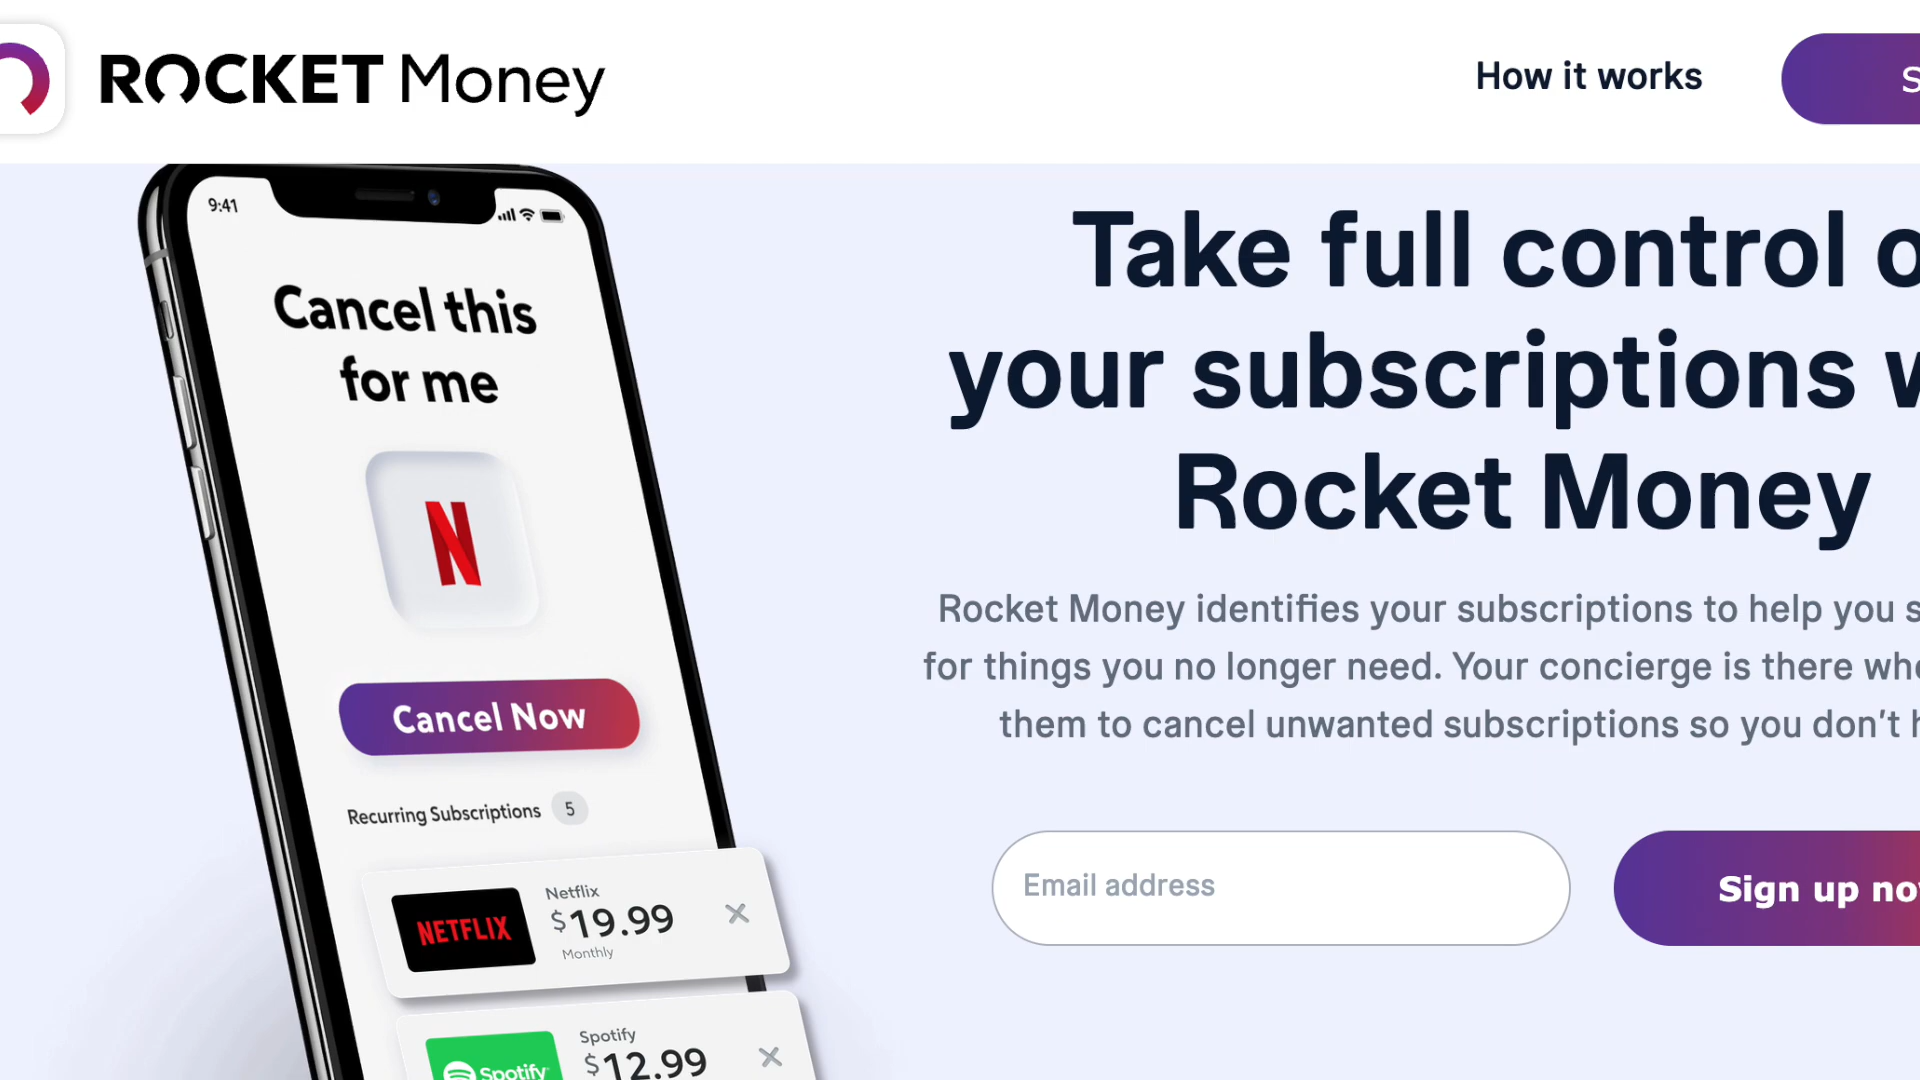 ROCKET Money
How it works
9:41
Cancel this
for me
Cancel Now
Recurring Subscriptions 5
NETFLIX
Netflix
$19.99
Monthly
Spotify
Spotify
$12.99
Take full control
your subscriptions
Rocket Money
Rocket Money identifies your subscriptions to help you
for things you no longer need. Your concierge is there
them to cancel unwanted subscriptions so you don't
Email address
Sign up